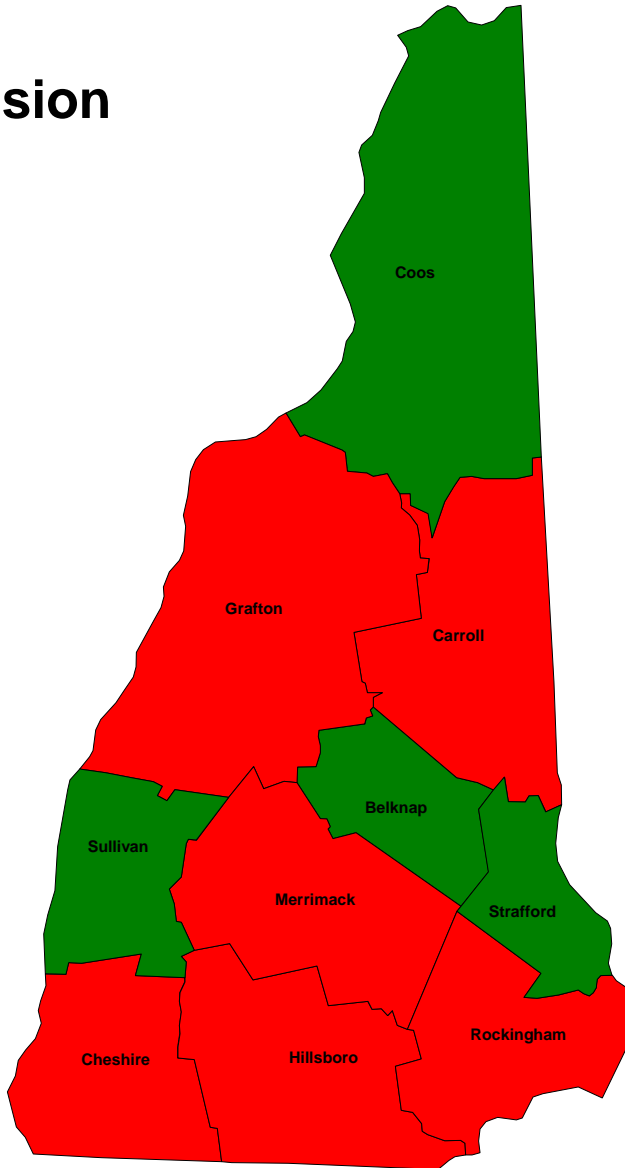 sion
Coos
Grafton
Carroll
Belknap
Sullivan
Merrimack
Strafford
Rockingham
Hillsboro
Cheshire